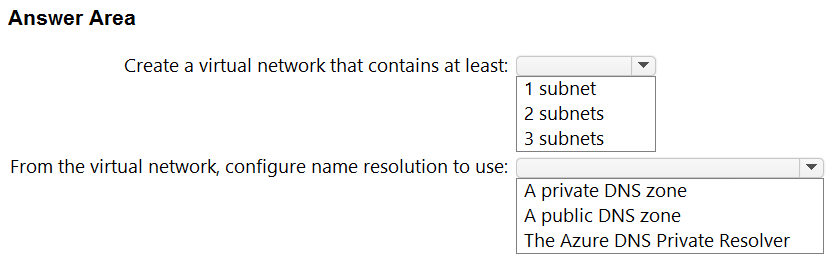 Answer Area
Create a virtual network that contains at least:
1 subnet
2 subnets
3 subnets
From the virtual network, configure name resolution to use:
A private DNS zone
A public DNS zone
The Azure DNS Private Resolver